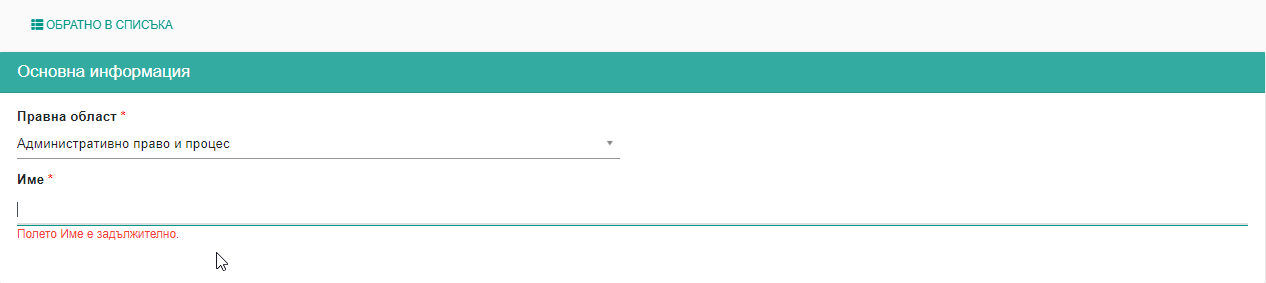 ОБРАТНО В СПИСЪКА
Основна информация
Правна област *
Административно право и процес
Име *
Полето Име е задължително.